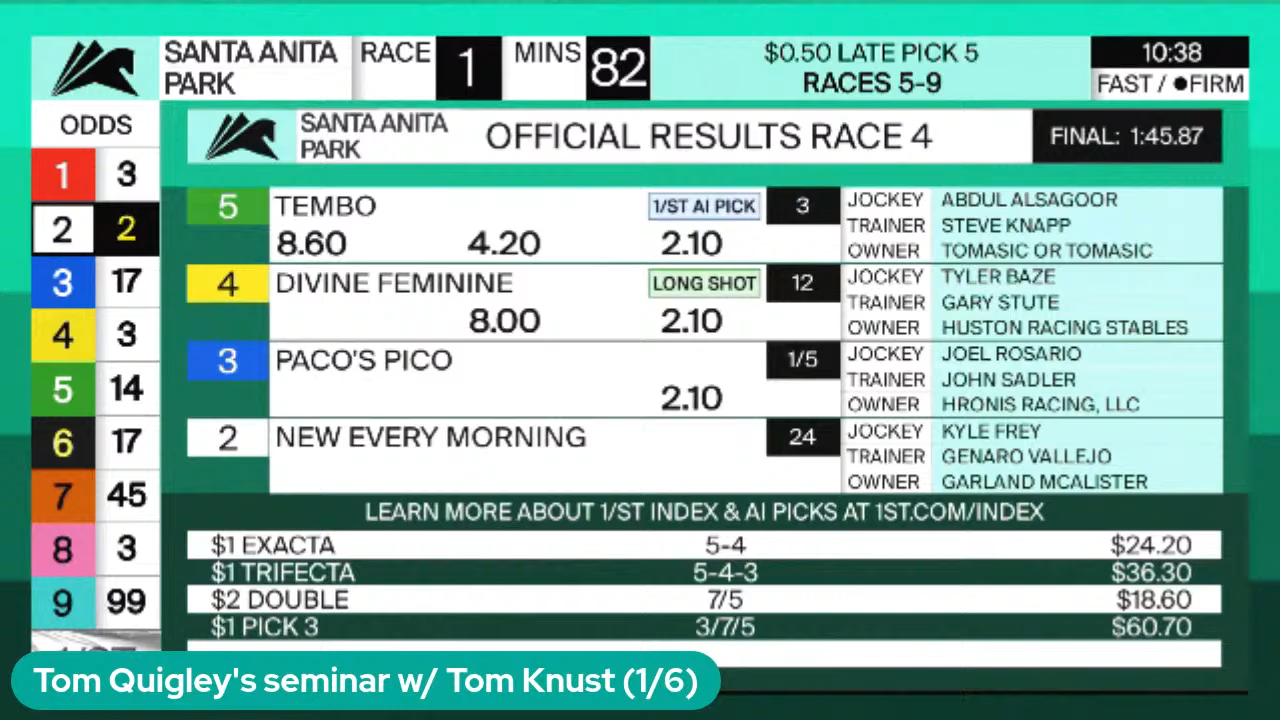 SANTA ANITA PARK RACE 1 MINS 82
$0.50 LATE PICK 5
RACES 5-9
10:38
FAST / ●FIRM
ODDS
1 3
2 2
3 17
4 3
5 14
6 17
7 45
8 3
9 99
SANTA ANITA PARK
OFFICIAL RESULTS RACE 4
FINAL: 1:45.87
5 TEMBO 1/ST AI PICK 3
8.60 4.20 2.10
JOCKEY ABDUL ALSAGOOR
TRAINER STEVE KNAPP
OWNER TOMASIC OR TOMASIC
4 DIVINE FEMININE LONG SHOT 12
8.00 2.10
JOCKEY TYLER BAZE
TRAINER GARY STUTE
OWNER HUSTON RACING STABLES
3 PACO'S PICO 1/5
2.10
JOCKEY JOEL ROSARIO
TRAINER JOHN SADLER
OWNER HRONIS RACING, LLC
2 NEW EVERY MORNING 24
JOCKEY KYLE FREY
TRAINER GENARO VALLEJO
OWNER GARLAND MCALISTER
LEARN MORE ABOUT 1/ST INDEX & AI PICKS AT 1ST.COM/INDEX
$1 EXACTA 5-4 $24.20
$1 TRIFECTA 5-4-3 $36.30
$2 DOUBLE 7/5 $18.60
$1 PICK 3 3/7/5 $60.70
Tom Quigley's seminar w/ Tom Knust (1/6)